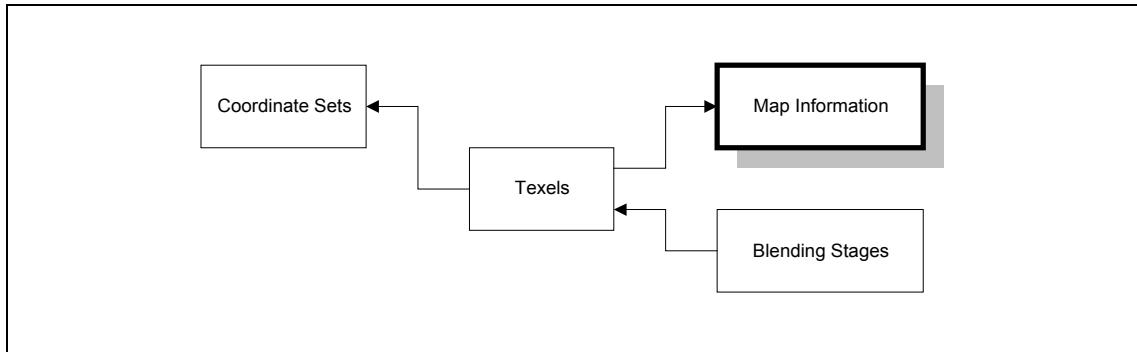 Coordinate Sets
Map Information
Texels
Blending Stages